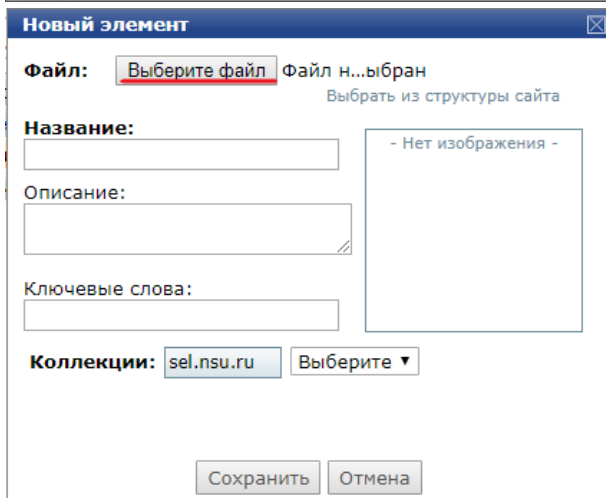 Новый элемент
Файл: Выберите файл Файл н...ыбран
Выбрать из структуры сайта
Название:
- Нет изображения -
Описание:
Ключевые слова:
Коллекции: sel.nsu.ru Выберите
Сохранить Отмена